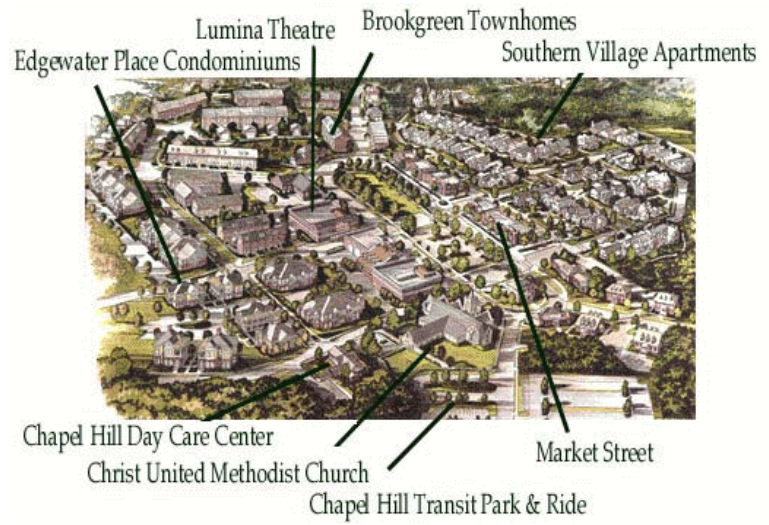 Lumina Theatre
Brookgreen Townhomes
Edgewater Place Condominiums
Southern Village Apartments
Chapel Hill Day Care Center
Market Street
Christ United Methodist Church
Chapel Hill Transit Park & Ride